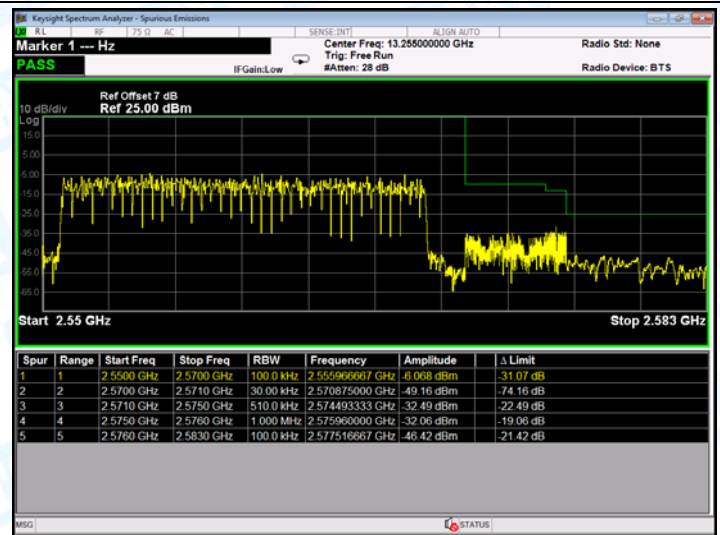 Keysight Spectrum Analyzer - Spurious Emissions
RL RF 75 Ω AC SENSE:INT ALIGN AUTO
Marker 1 --- Hz
Center Freq: 13.255000000 GHz
Radio Std: None
Trig: Free Run
PASS
IFGain:Low
#Atten: 28 dB
Radio Device: BTS
Ref Offset 7 dB
10 dB/div Ref 25.00 dBm
Log
15.0
5.00
-5.00
-15.0
-25.0
-35.0
-45.0
-55.0
-65.0
Start 2.55 GHz Stop 2.583 GHz
Spur Range Start Freq Stop Freq RBW Frequency Amplitude Δ Limit
1 1 2.5500 GHz 2.5700 GHz 100.0 kHz 2.555966667 GHz -6.068 dBm -31.07 dB
2 2 2.5700 GHz 2.5710 GHz 30.00 kHz 2.570875000 GHz -49.16 dBm -74.16 dB
3 3 2.5710 GHz 2.5750 GHz 510.0 kHz 2.574493333 GHz -32.49 dBm -22.49 dB
4 4 2.5750 GHz 2.5760 GHz 1.000 MHz 2.575960000 GHz -32.06 dBm -19.06 dB
5 5 2.5760 GHz 2.5830 GHz 100.0 kHz 2.577516667 GHz -46.42 dBm -21.42 dB
MSG STATUS